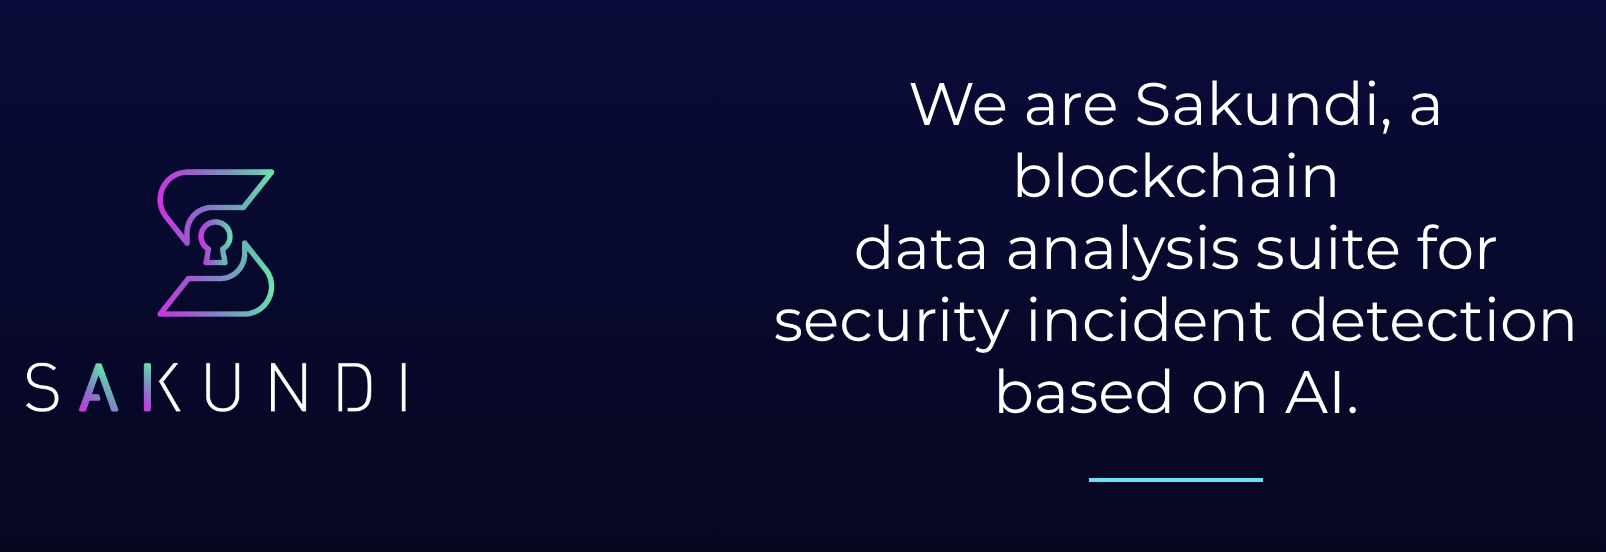 SAKUNDI
We are Sakundi, a
blockchain
data analysis suite for
security incident detection
based on AI.